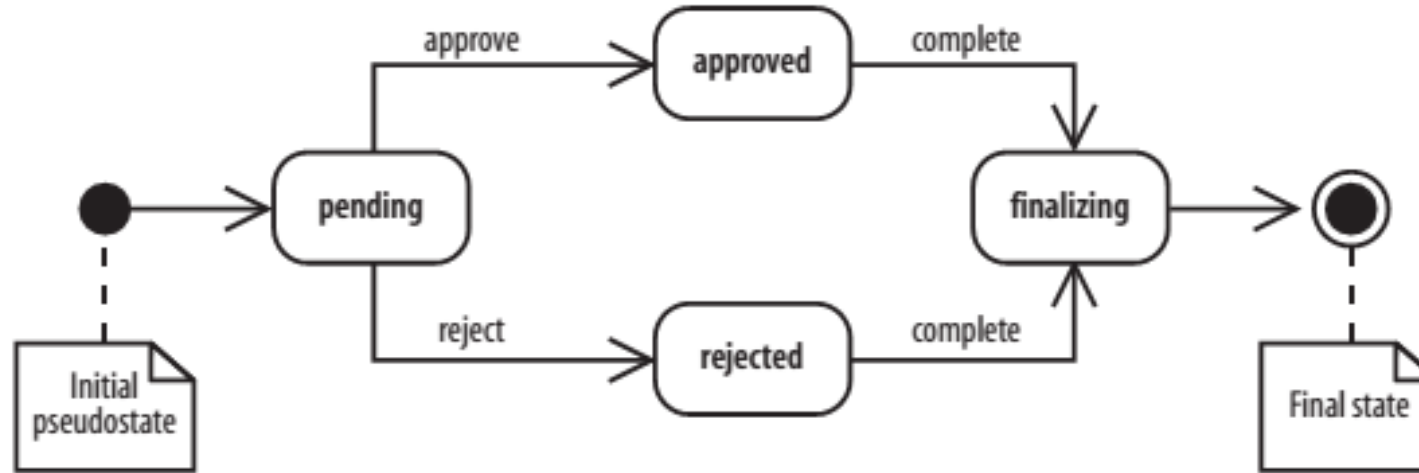 approve
approved
complete
pending
finalizing
reject
rejected
complete
Initial
pseudostate
Final state